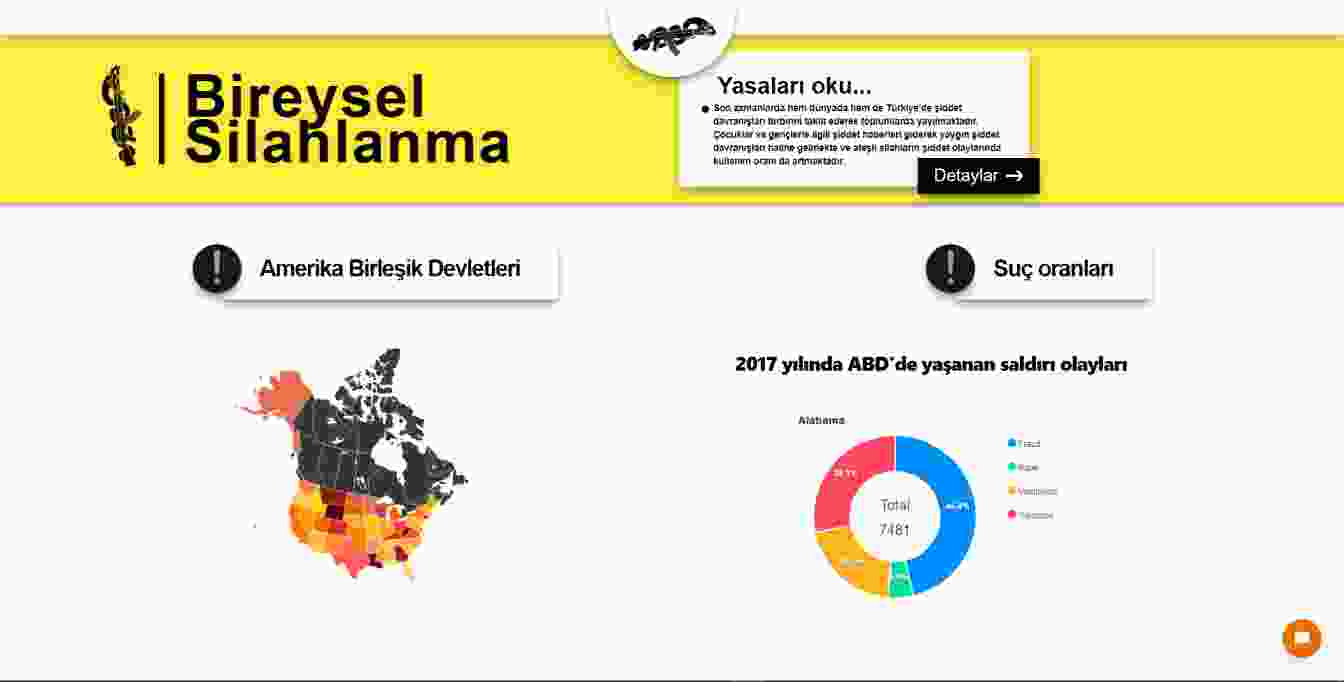 Bireysel
Silahlanma
Yasaları oku...
Son zamanlarda hem dünyada hem de Türkiye'de şiddet
davranışları birbirini taklit ederek toplumlarda yayılmaktadır.
Çocuklar ve gençlerle ilgili şiddet haberleri giderek yaygın şiddet
davranışları haline gelmekte ve ateşli silahların şiddet olaylarında
kullanım oranı da artmaktadır.
Detaylar →
Amerika Birleşik Devletleri
Suç oranları
2017 yılında ABD'de yaşanan saldırı olayları
Alabama
Total
7481
Fraud